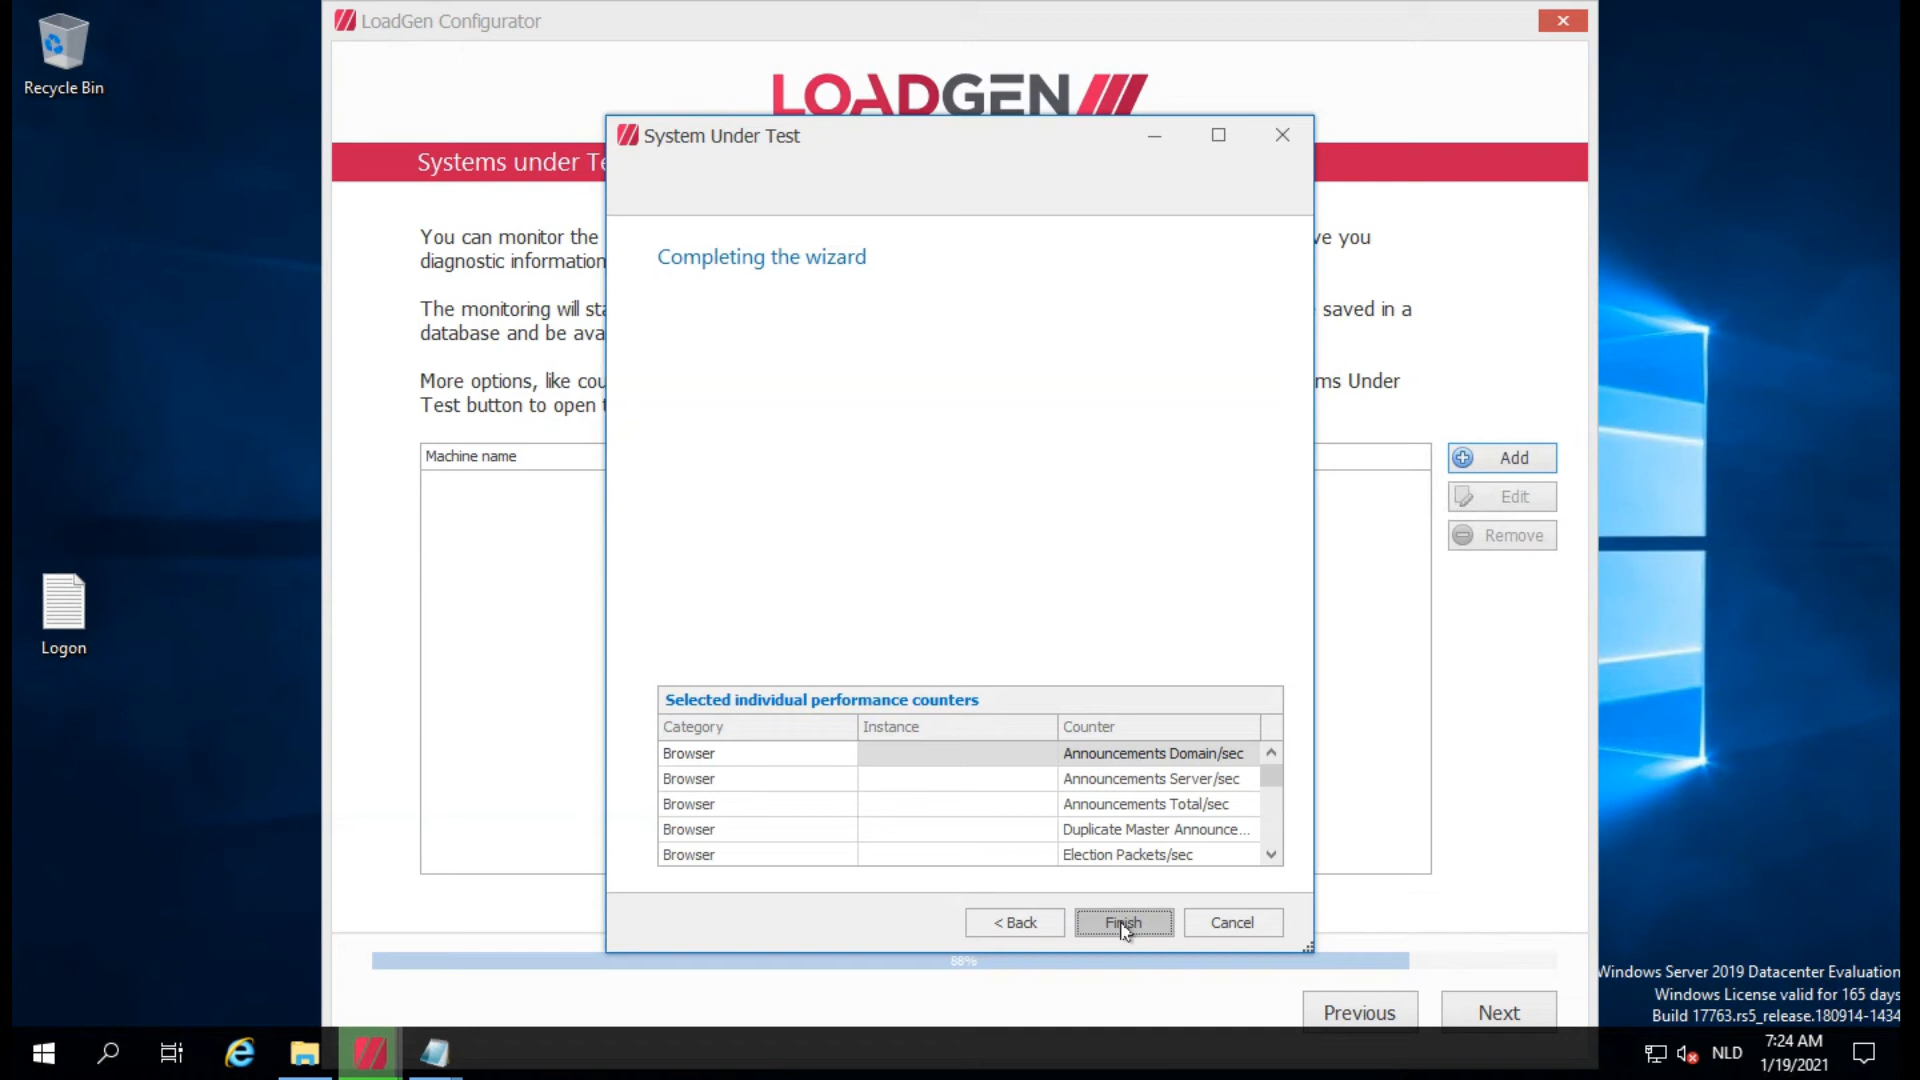 Recycle Bin
Logon
LoadGen Configurator
LOADGEN
Systems under Te
You can monitor the
ve you
diagnostic information
The monitoring will sta
saved in a
database and be ava
More options, like cou
ms Under
Test button to open t
Machine name
Add
Edit
Remove
System Under Test
Completing the wizard
Selected individual performance counters
Category Instance Counter
Browser Announcements Domain/sec
Browser Announcements Server/sec
Browser Announcements Total/sec
Browser Duplicate Master Announce...
Browser Election Packets/sec
< Back Finish Cancel
88%
Previous Next
Windows Server 2019 Datacenter Evaluation
Windows License valid for 165 days
Build 17763.rs5_release.180914-1434
NLD
7:24 AM
1/19/2021